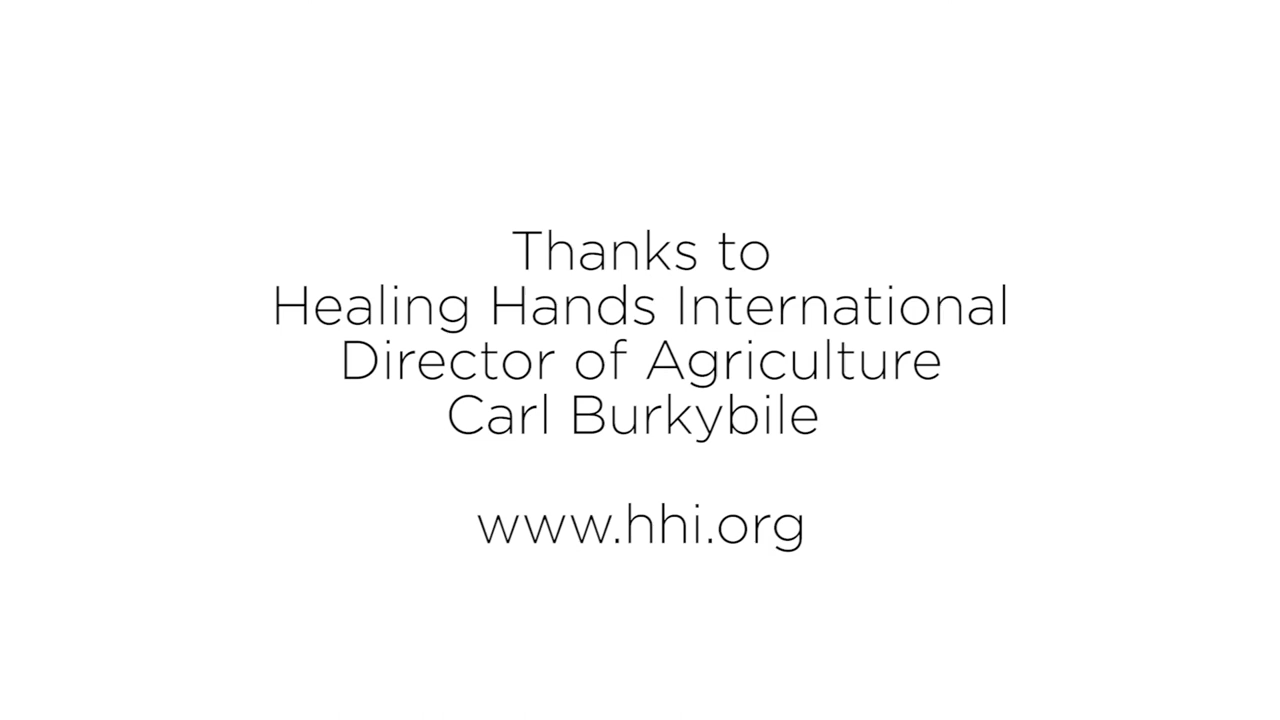 Thanks to
Healing Hands International
Director of Agriculture
Carl Burkybile
www.hhi.org